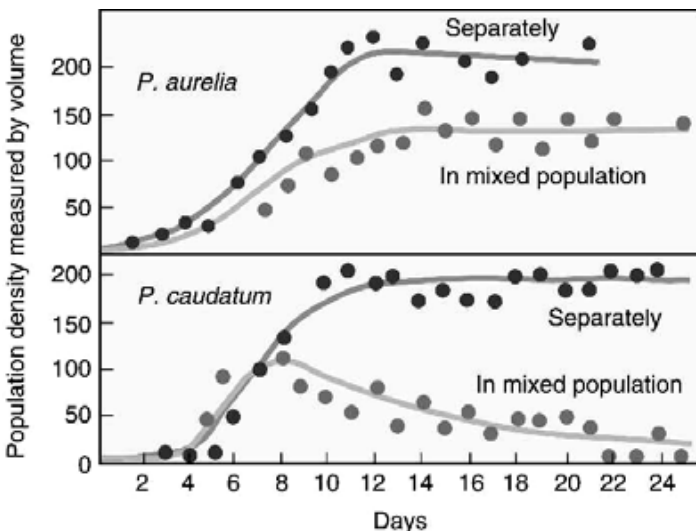 Population density measured by volume
Separately
200
P. aurelia
150
100
In mixed population
50
200
P. caudatum
150
Separately
100
In mixed population
50
0
2 4 6 8 10 12 14 16 18 20 22 24
Days